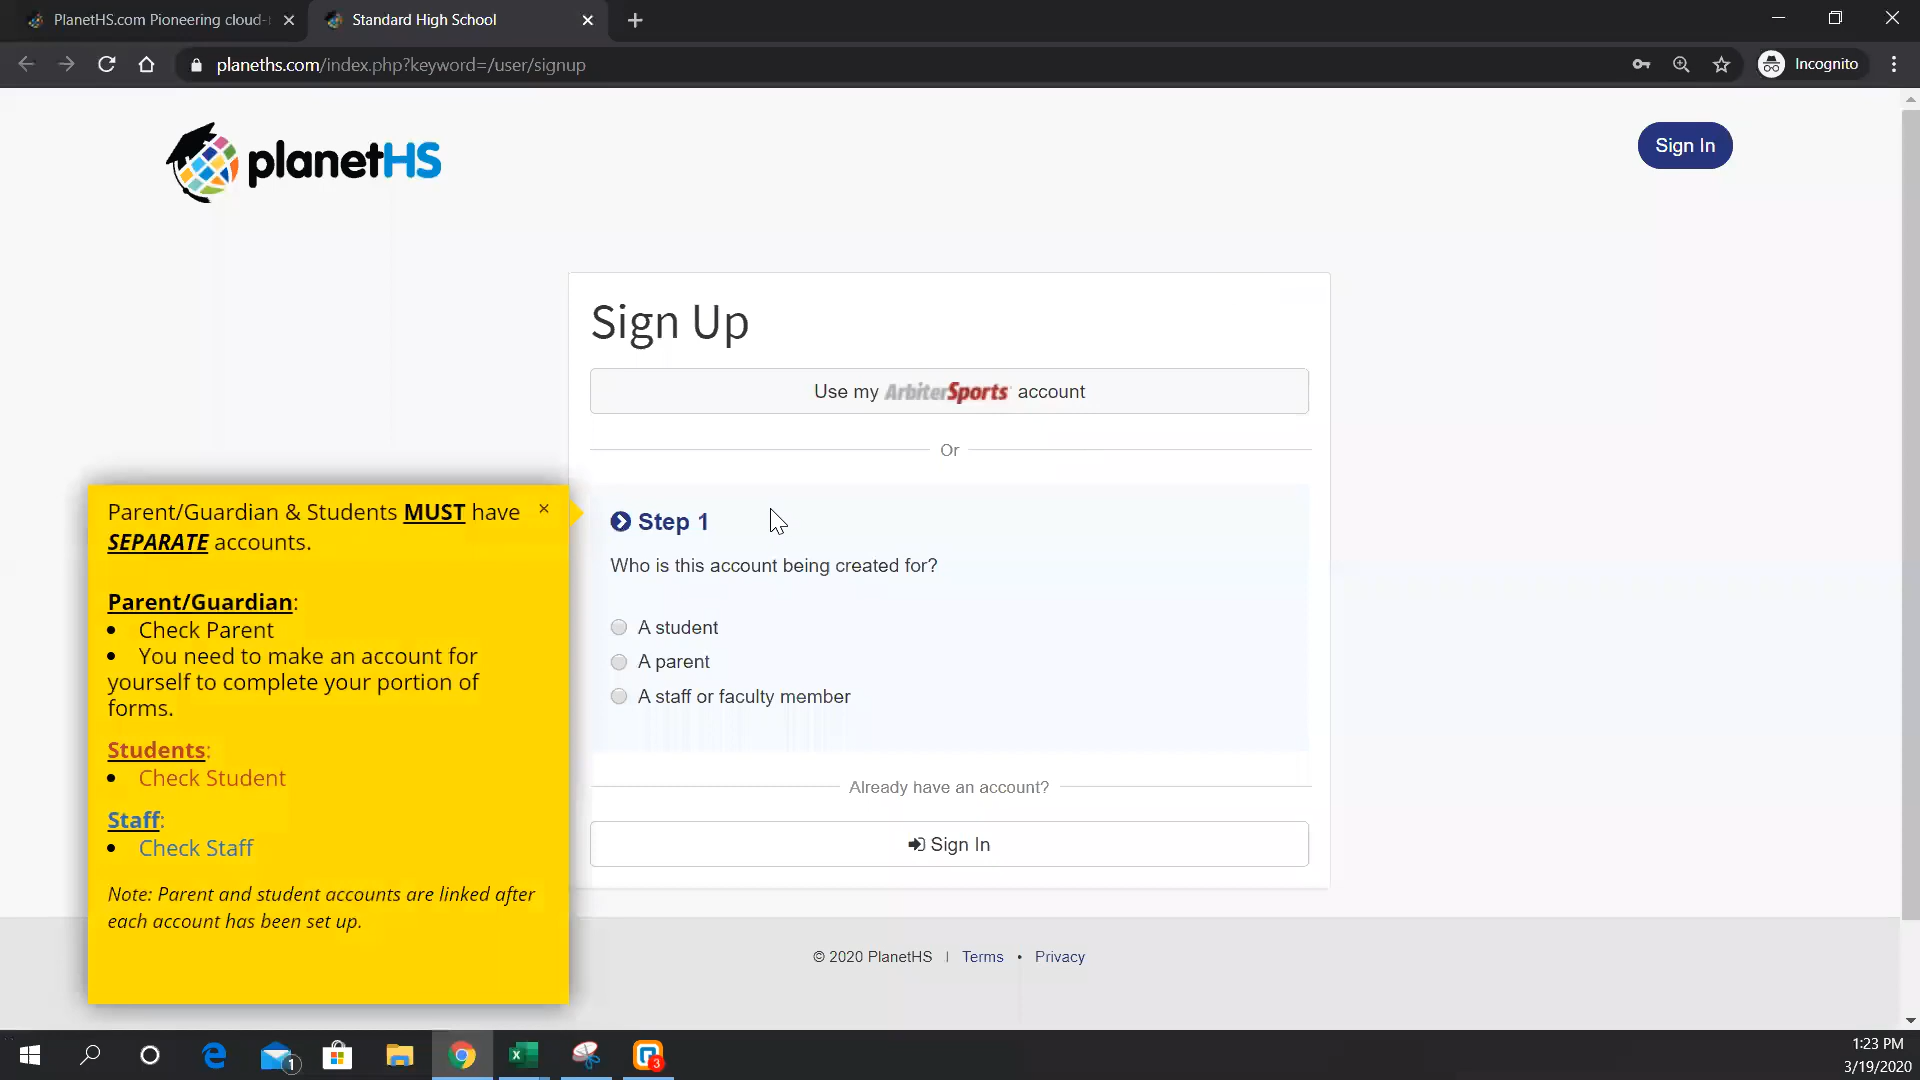 PlanetHS.com Pioneering cloud-
Standard High School
planeths.com/index.php?keyword=/user/signup
Incognito
planetHS
Sign In
Sign Up
Use my ArbiterSports account
Or
Parent/Guardian & Students MUST have
SEPARATE accounts.
Parent/Guardian:
• Check Parent
• You need to make an account for
yourself to complete your portion of
forms.
Students:
• Check Student
Staff:
• Check Staff
Note: Parent and student accounts are linked after
each account has been set up.
Step 1
Who is this account being created for?
A student
A parent
A staff or faculty member
Already have an account?
Sign In
© 2020 PlanetHS | Terms • Privacy
1
3
1:23 PM
3/19/2020